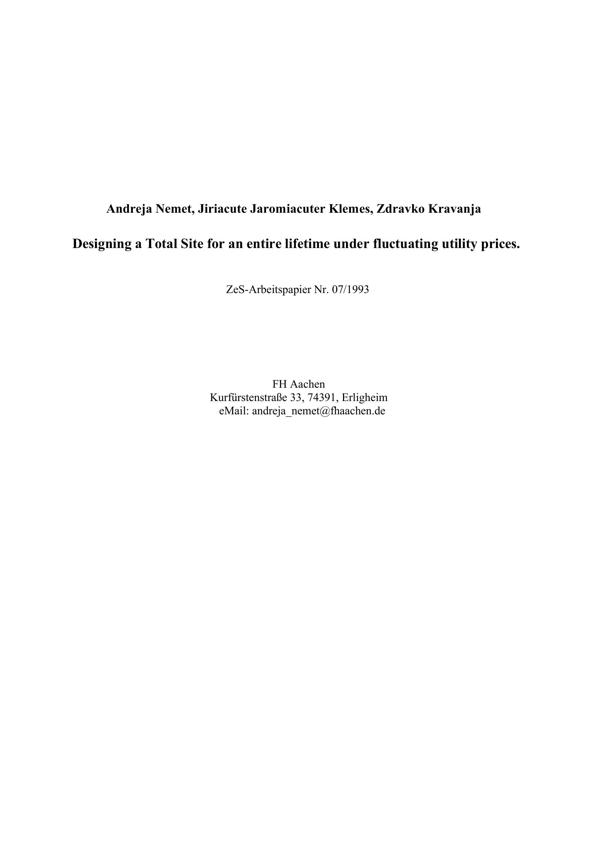 Andreja Nemet, Jiriacute Jaromiacuter Klemes, Zdravko Kravanja
Designing a Total Site for an entire lifetime under fluctuating utility prices.
ZeS-Arbeitspapier Nr. 07/1993
FH Aachen
Kurfürstenstraße 33, 74391, Erligheim
eMail: andreja_nemet@fhaachen.de